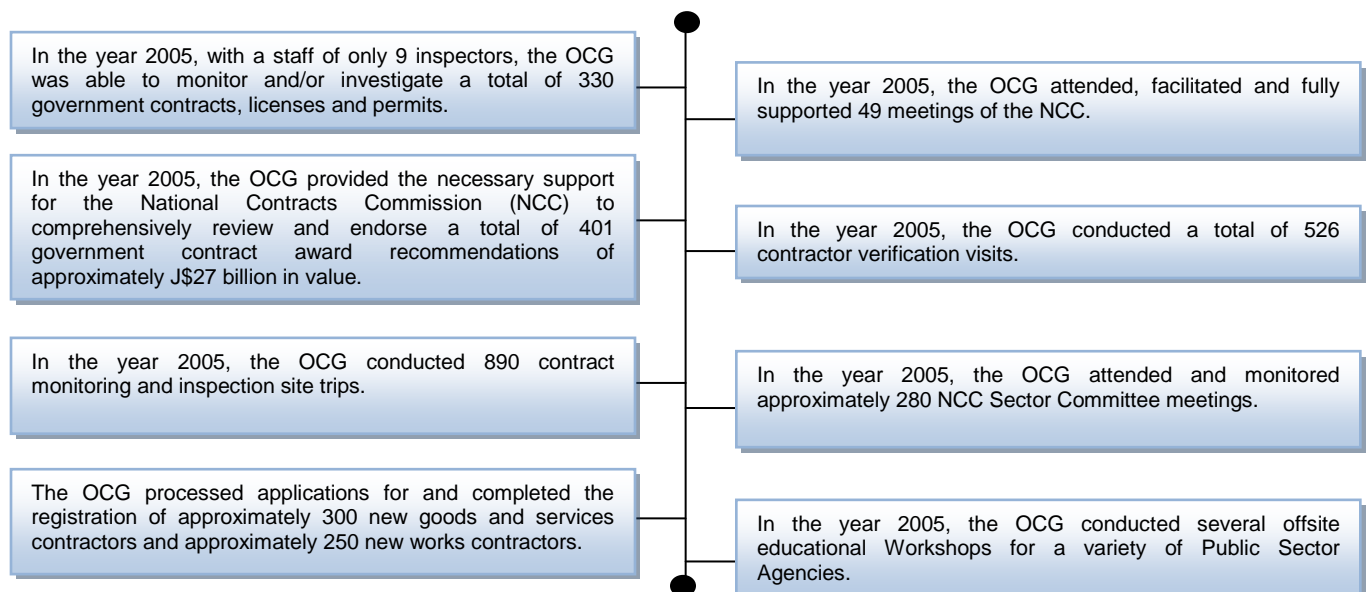 In the year 2005, with a staff of only 9 inspectors, the OCG
was able to monitor and/or investigate a total of 330
government contracts, licenses and permits.
In the year 2005, the OCG attended, facilitated and fully
supported 49 meetings of the NCC.
In the year 2005, the OCG provided the necessary support
for the National Contracts Commission (NCC) to
comprehensively review and endorse a total of 401
government contract award recommendations of
approximately J$27 billion in value.
In the year 2005, the OCG conducted a total of 526
contractor verification visits.
In the year 2005, the OCG conducted 890 contract
monitoring and inspection site trips.
In the year 2005, the OCG attended and monitored
approximately 280 NCC Sector Committee meetings.
The OCG processed applications for and completed the
registration of approximately 300 new goods and services
contractors and approximately 250 new works contractors.
In the year 2005, the OCG conducted several offsite
educational Workshops for a variety of Public Sector
Agencies.